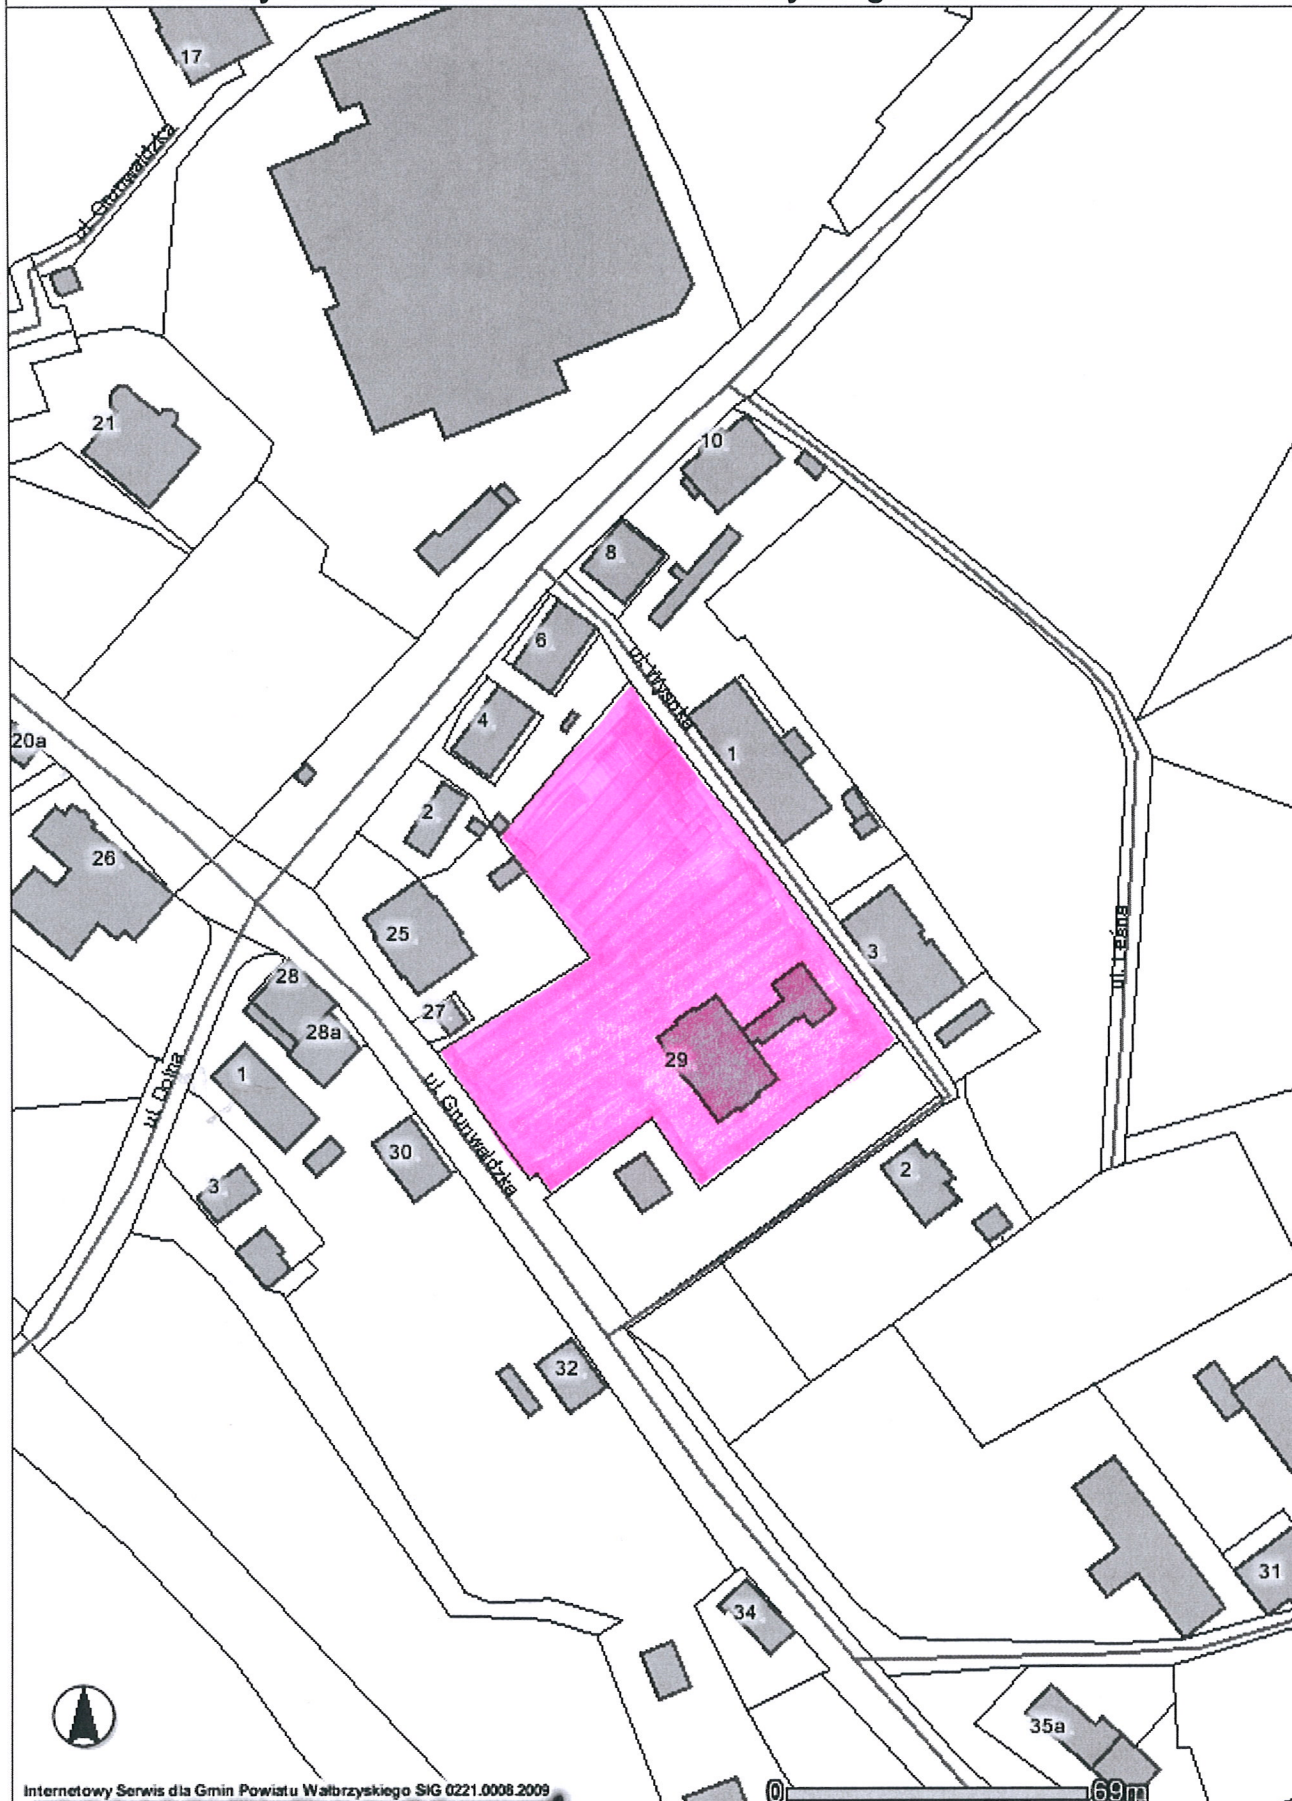 17
ul. Grunwaldzka
21
10
8
6
ul. Wysoka
4
1
20a
2
26
25
3
ul. Leśna
28
27
28a
29
1
ul. Dolna
ul. Grunwaldzka
30
2
3
32
31
34
35a
Internetowy Serwis dla Gmin Powiatu Wałbrzyskiego SIG 0221.0008.2009
0 69m